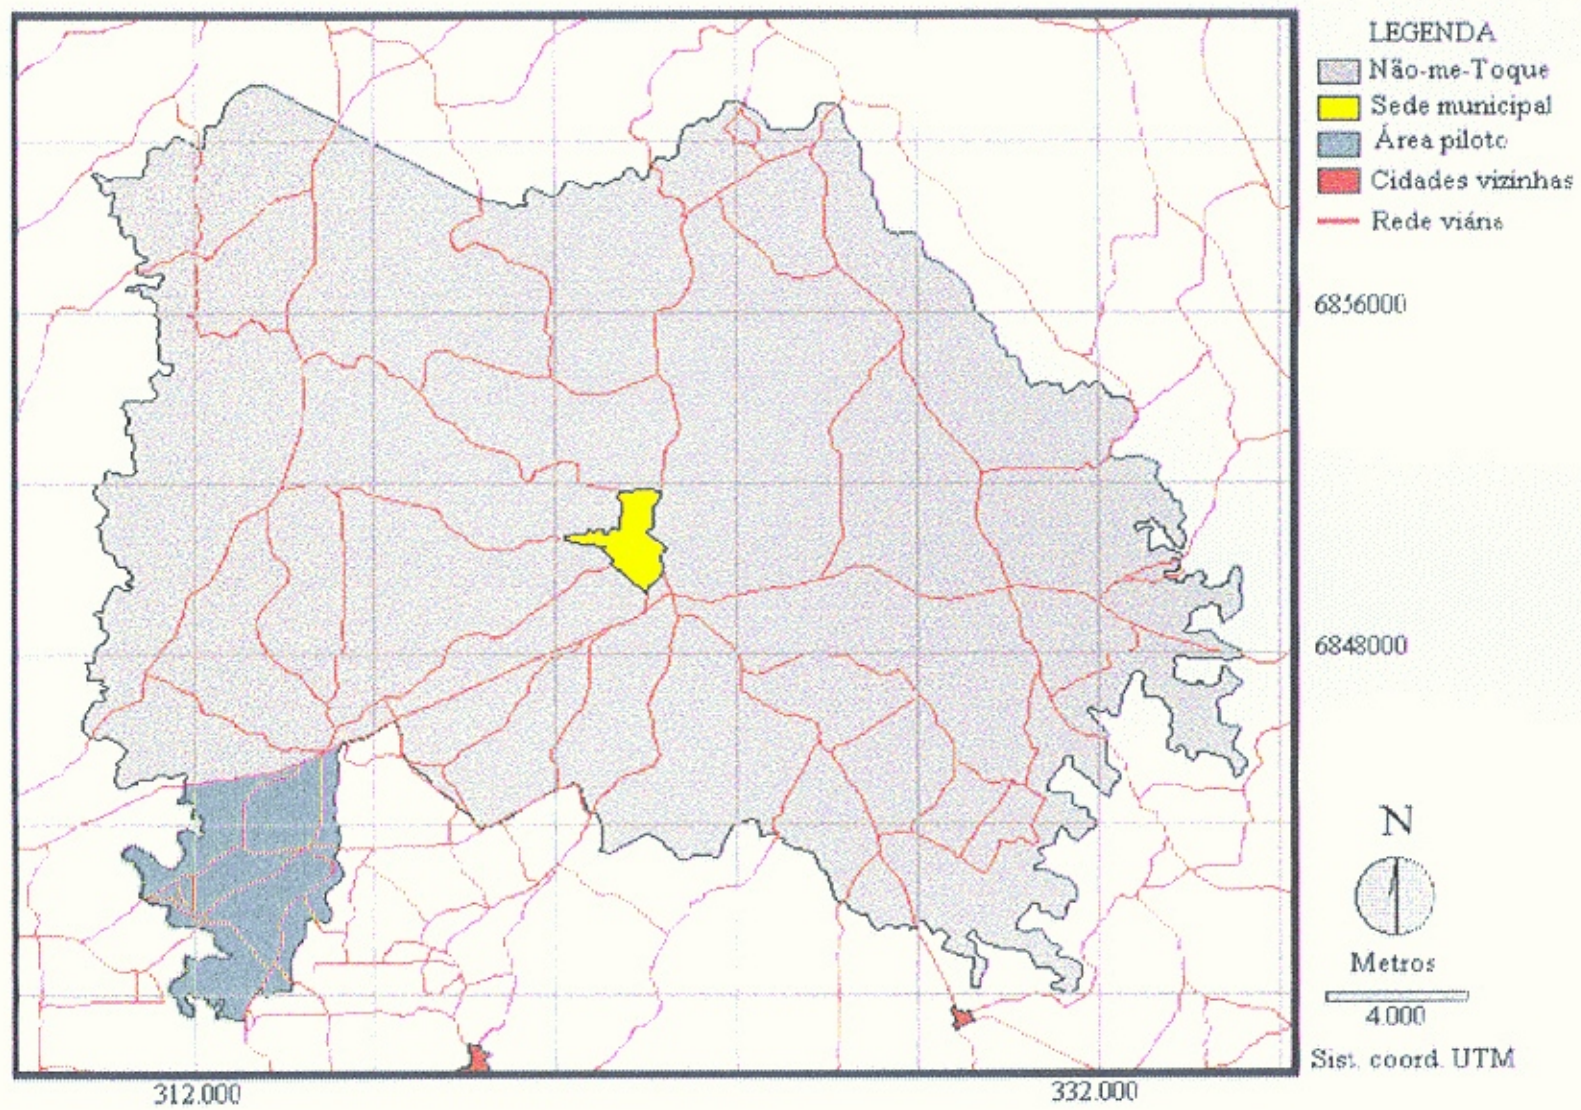 LEGENDA
Não-me-Toque
Sede municipal
Área piloto
Cidades vizinhas
Rede viária
6856000
6848000
N
Metros
4.000
Sist. coord. UTM
312.000
332.000